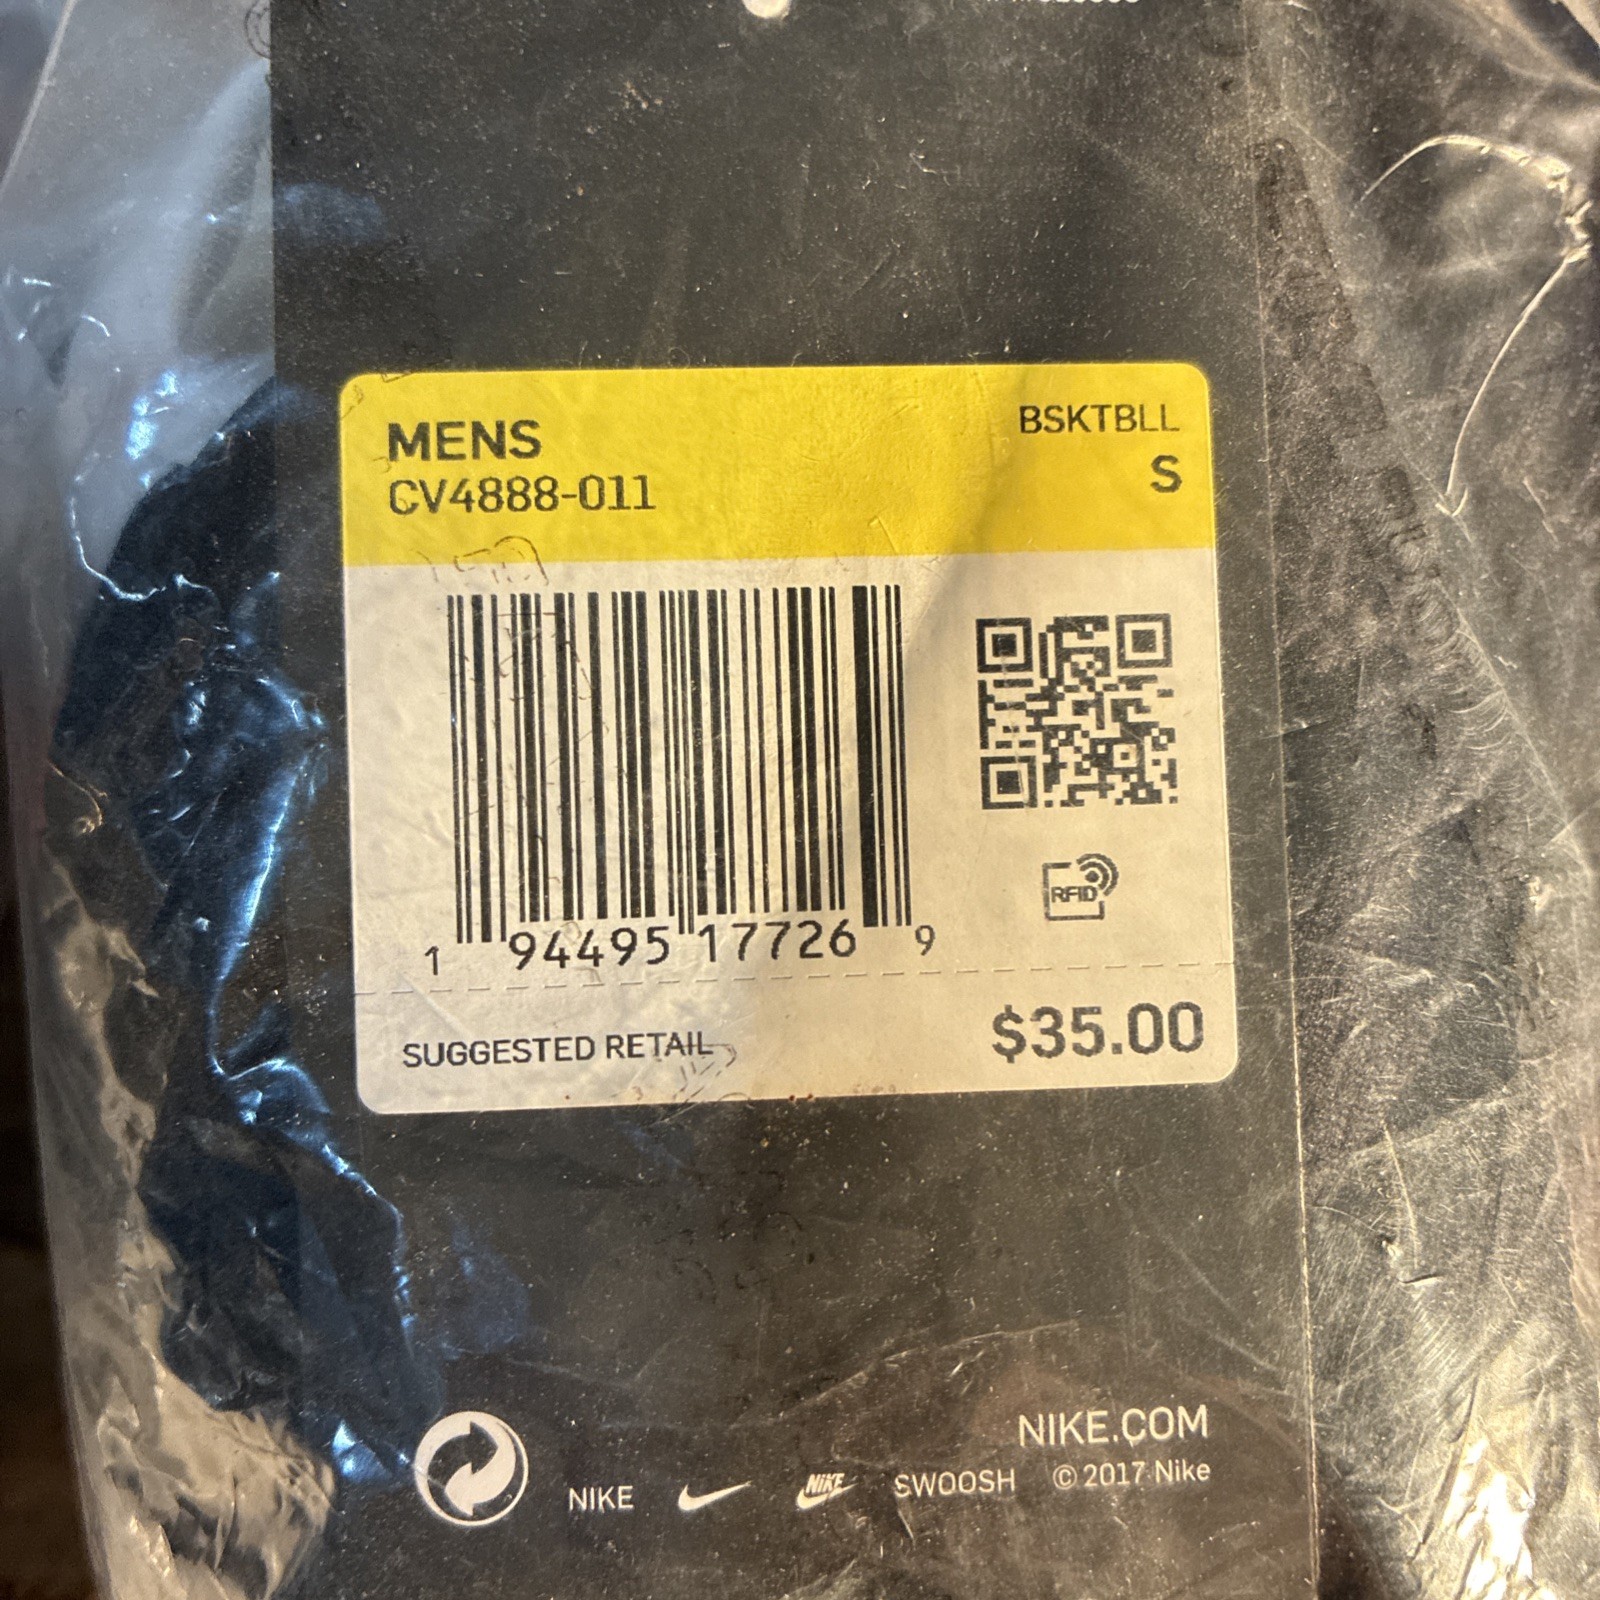 MENS
BSKTBLL
CV4888-011
S
RFID
1 94495 17726 9
SUGGESTED RETAIL
$35.00
NIKE.COM
NIKE
NIKE
SWOOSH
© 2017 Nike